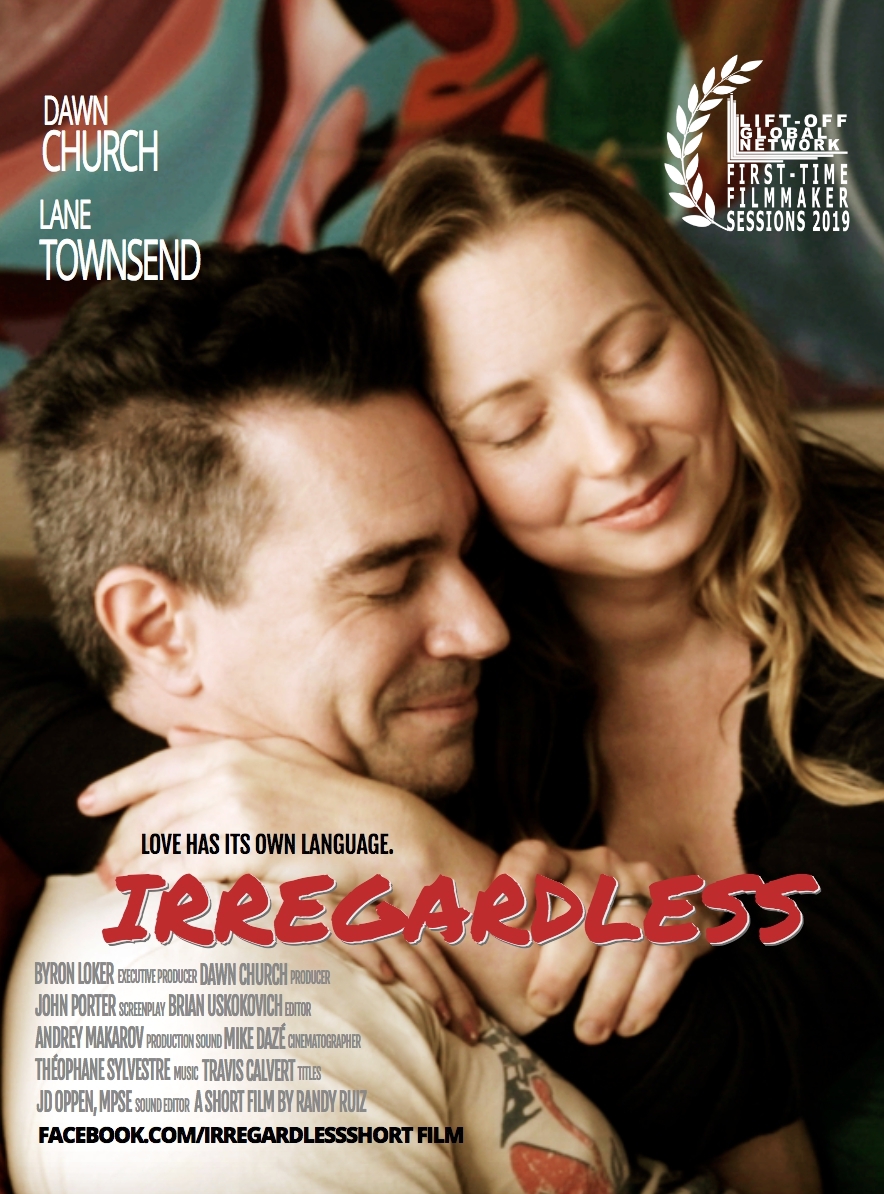 DAWN
CHURCH
LANE
TOWNSEND
LIFT-OFF
GLOBAL
NETWORK
FIRST-TIME
FILMMAKER
SESSIONS 2019
LOVE HAS ITS OWN LANGUAGE.
IRREGARDLESS
BYRON LOKER EXECUTIVE PRODUCER DAWN CHURCH PRODUCER
JOHN PORTER SCREENPLAY BRIAN USKOKOVICH EDITOR
ANDREY MAKAROV PRODUCTION SOUND MIKE DAZÉ CINEMATOGRAPHER
THÉOPHANE SYLVESTRE MUSIC TRAVIS CALVERT TITLES
JD OPPEN, MPSE SOUND EDITOR A SHORT FILM BY RANDY RUIZ
FACEBOOK.COM/IRREGARDLESSSHORT FILM